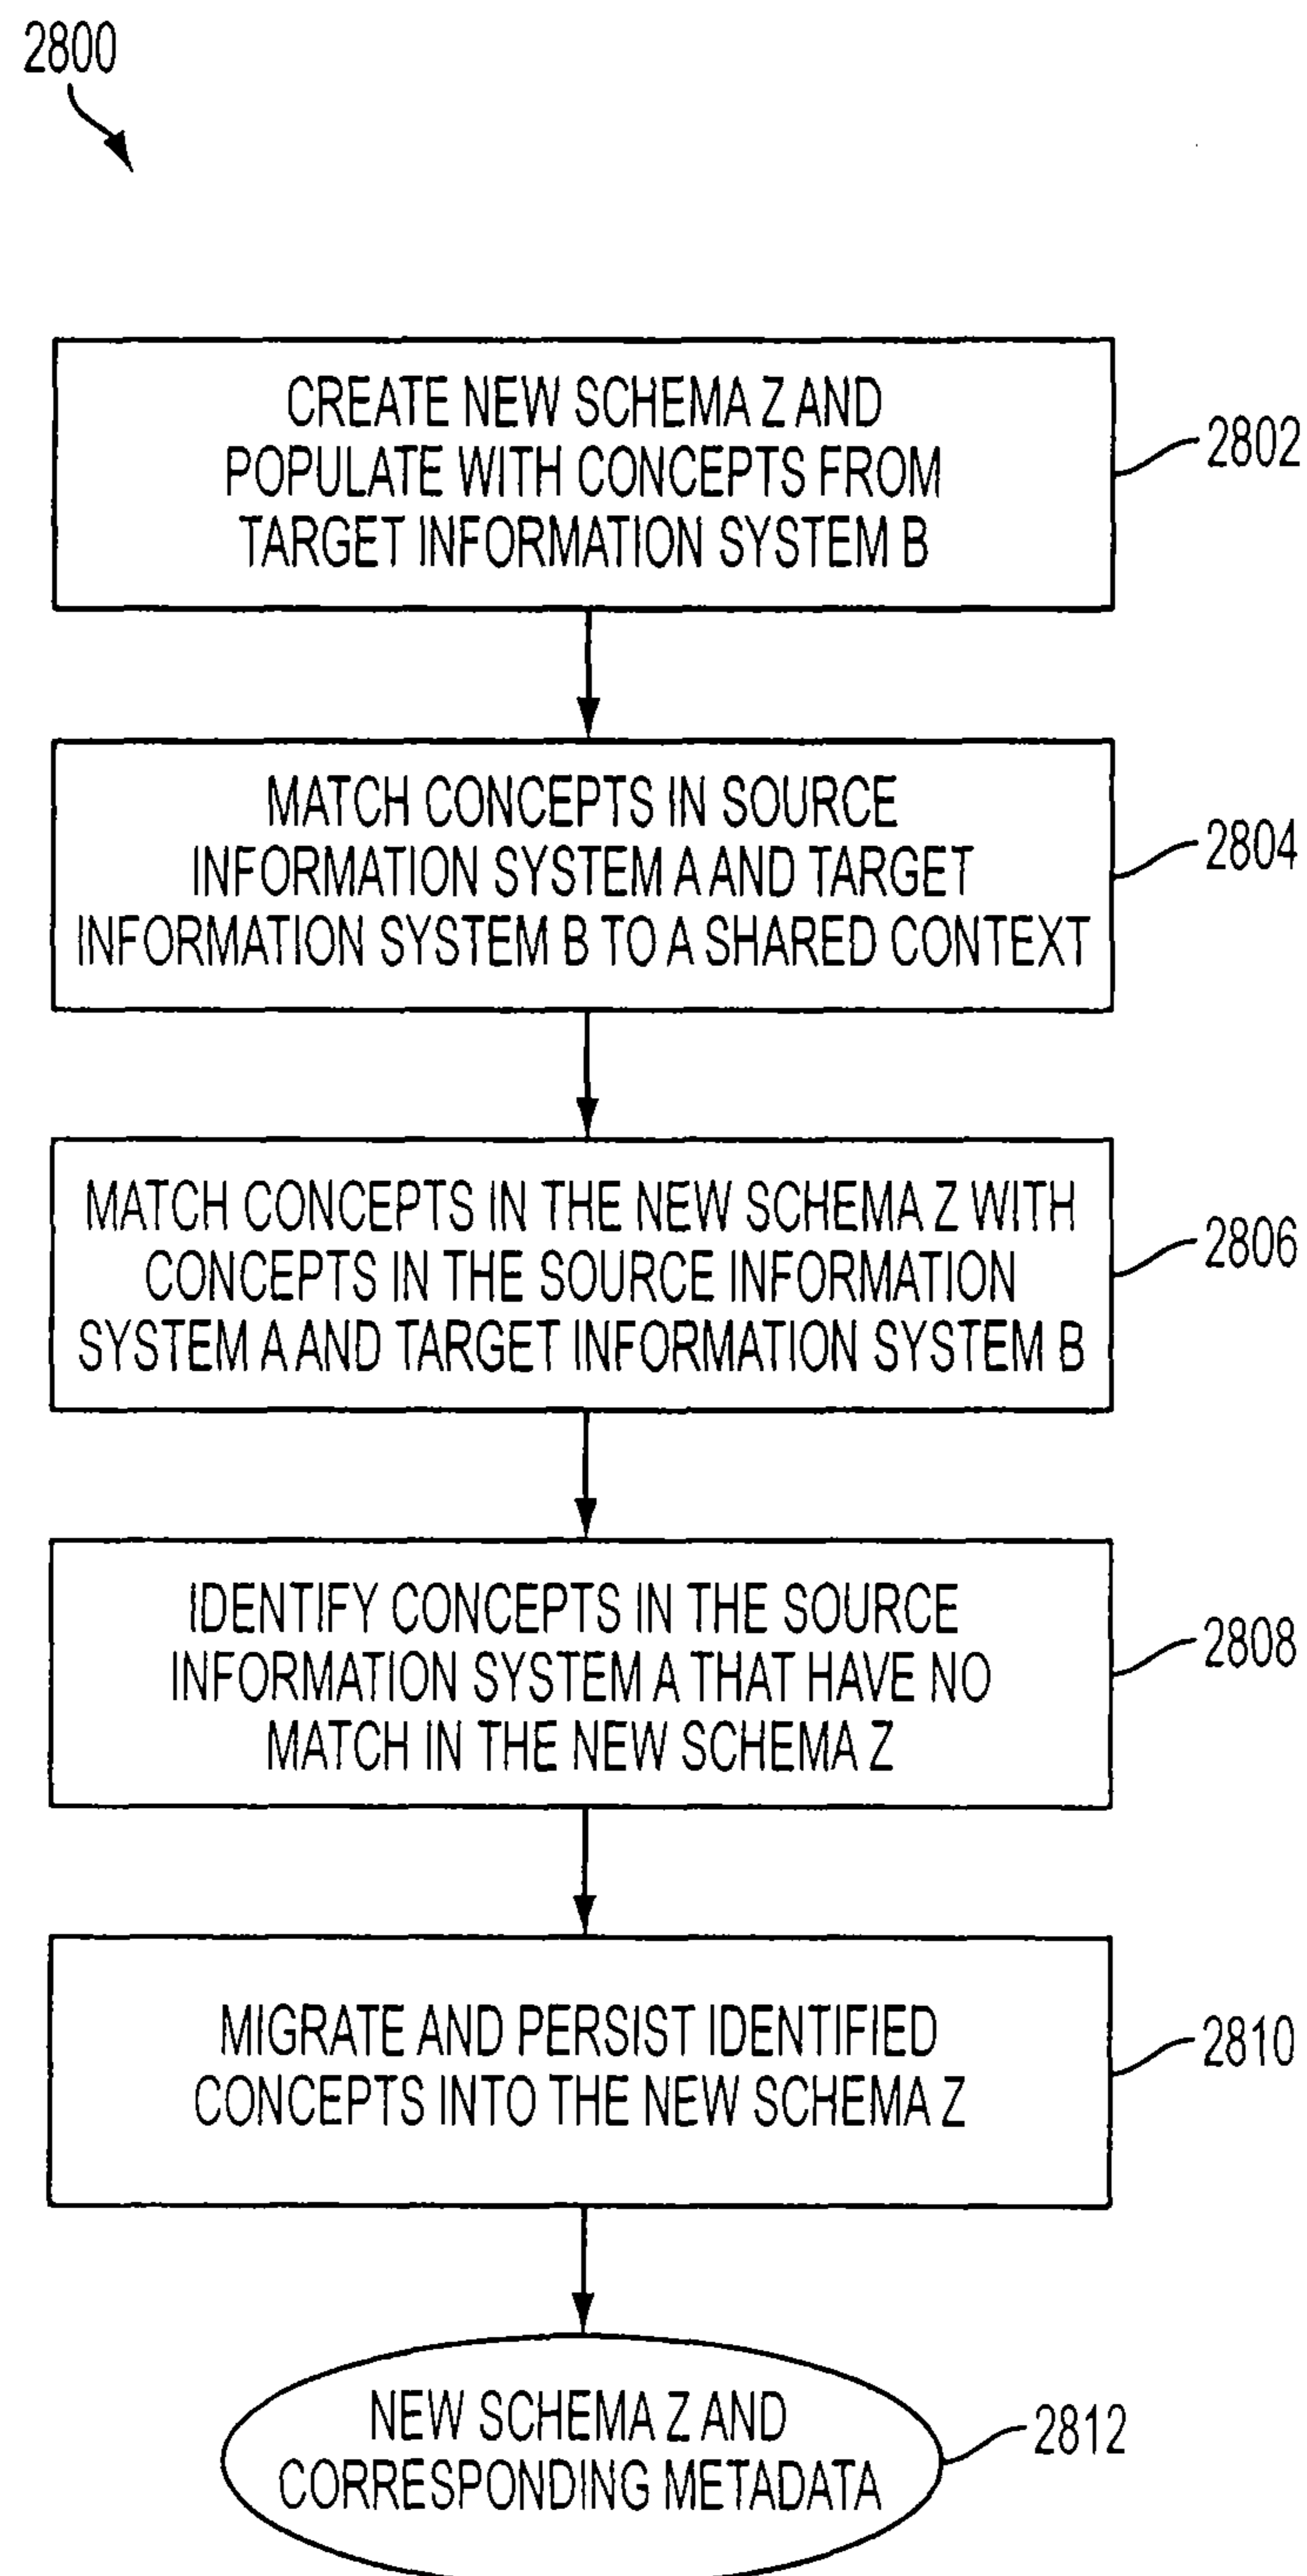 2800
CREATE NEW SCHEMA Z AND
POPULATE WITH CONCEPTS FROM
TARGET INFORMATION SYSTEM B
2802
MATCH CONCEPTS IN SOURCE
INFORMATION SYSTEM A AND TARGET
INFORMATION SYSTEM B TO A SHARED CONTEXT
2804
MATCH CONCEPTS IN THE NEW SCHEMA Z WITH
CONCEPTS IN THE SOURCE INFORMATION
SYSTEM A AND TARGET INFORMATION SYSTEM B
2806
IDENTIFY CONCEPTS IN THE SOURCE
INFORMATION SYSTEM A THAT HAVE NO
MATCH IN THE NEW SCHEMA Z
2808
MIGRATE AND PERSIST IDENTIFIED
CONCEPTS INTO THE NEW SCHEMA Z
2810
NEW SCHEMA Z AND
CORRESPONDING METADATA
2812